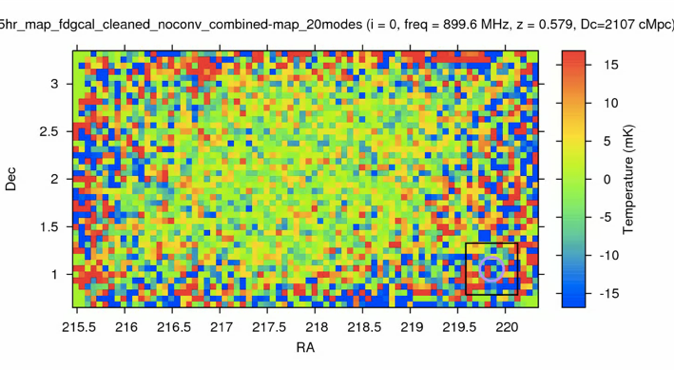 5hr_map_fdgcal_cleaned_noconv_combined-map_20modes (i = 0, freq = 899.6 MHz, z = 0.579, Dc=2107 cMpc)
3
2.5
2
1.5
1
Dec
215.5 216 216.5 217 217.5 218 218.5 219 219.5 220
RA
15
10
5
0
-5
-10
-15
Temperature (mK)